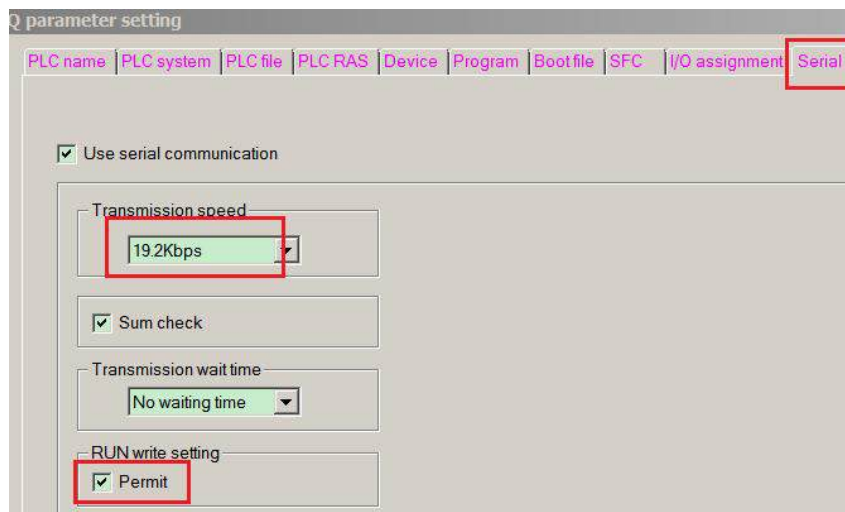 Q parameter setting
PLC name PLC system PLC file PLC RAS Device Program Boot file SFC I/O assignment Serial
Use serial communication
Transmission speed
19.2Kbps
Sum check
Transmission wait time
No waiting time
RUN write setting
Permit